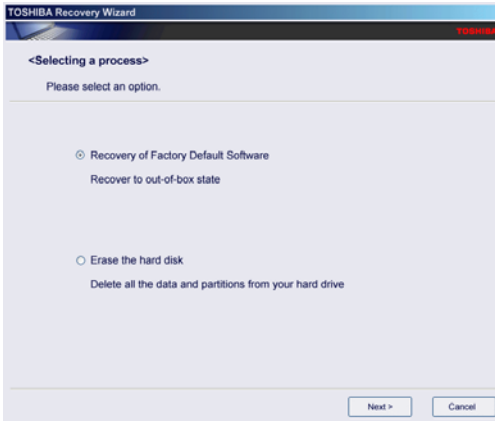 TOSHIBA Recovery Wizard
TOSHIBA
<Selecting a process>
Please select an option.
Recovery of Factory Default Software
Recover to out-of-box state
Erase the hard disk
Delete all the data and partitions from your hard drive
Next > Cancel